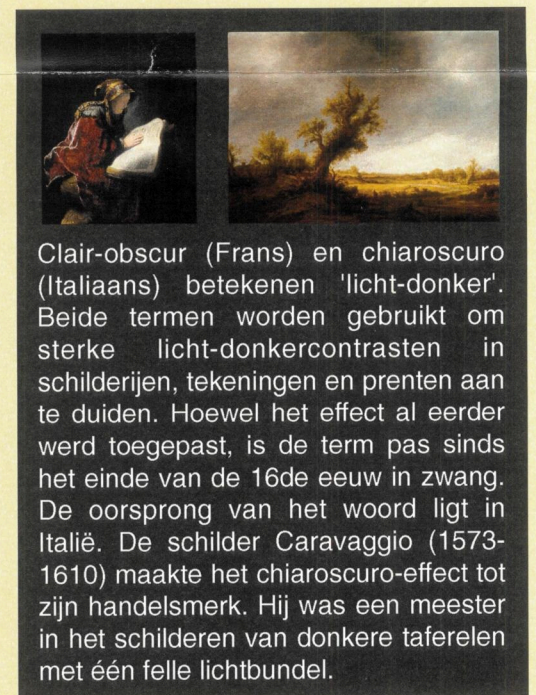 Clair-obscur (Frans) en chiaroscuro
(Italiaans) betekenen 'licht-donker'.
Beide termen worden gebruikt om
sterke licht-donkercontrasten in
schilderijen, tekeningen en prenten aan
te duiden. Hoewel het effect al eerder
werd toegepast, is de term pas sinds
het einde van de 16de eeuw in zwang.
De oorsprong van het woord ligt in
Italië. De schilder Caravaggio (1573-
1610) maakte het chiaroscuro-effect tot
zijn handelsmerk. Hij was een meester
in het schilderen van donkere taferelen
met één felle lichtbundel.